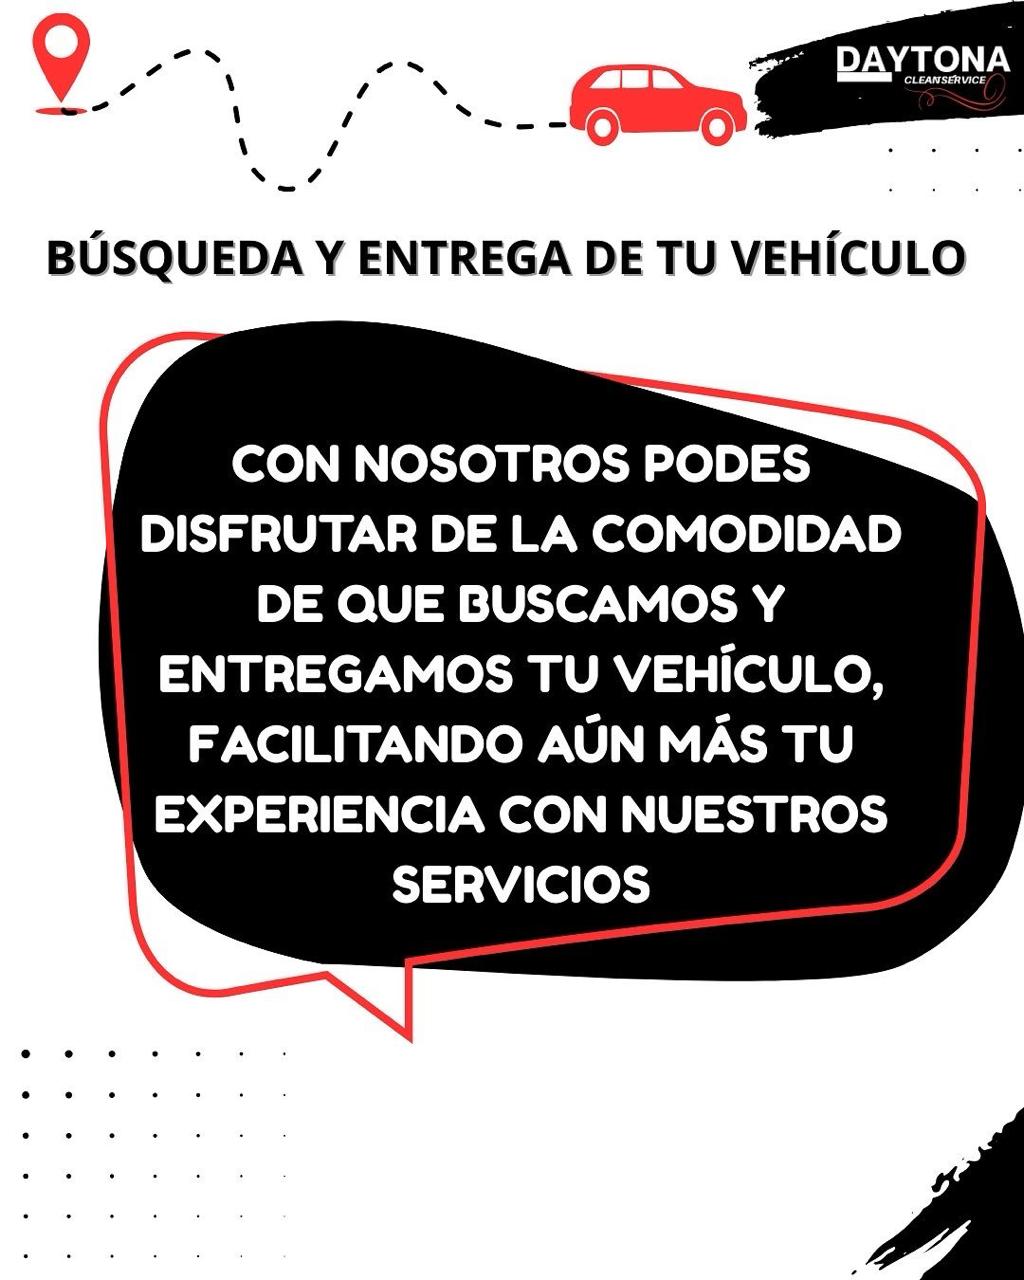 DAYTONA
CLEANSERVICE
BÚSQUEDA Y ENTREGA DE TU VEHÍCULO
CON NOSOTROS PODES
DISFRUTAR DE LA COMODIDAD
DE QUE BUSCAMOS Y
ENTREGAMOS TU VEHÍCULO,
FACILITANDO AÚN MÁS TU
EXPERIENCIA CON NUESTROS
SERVICIOS